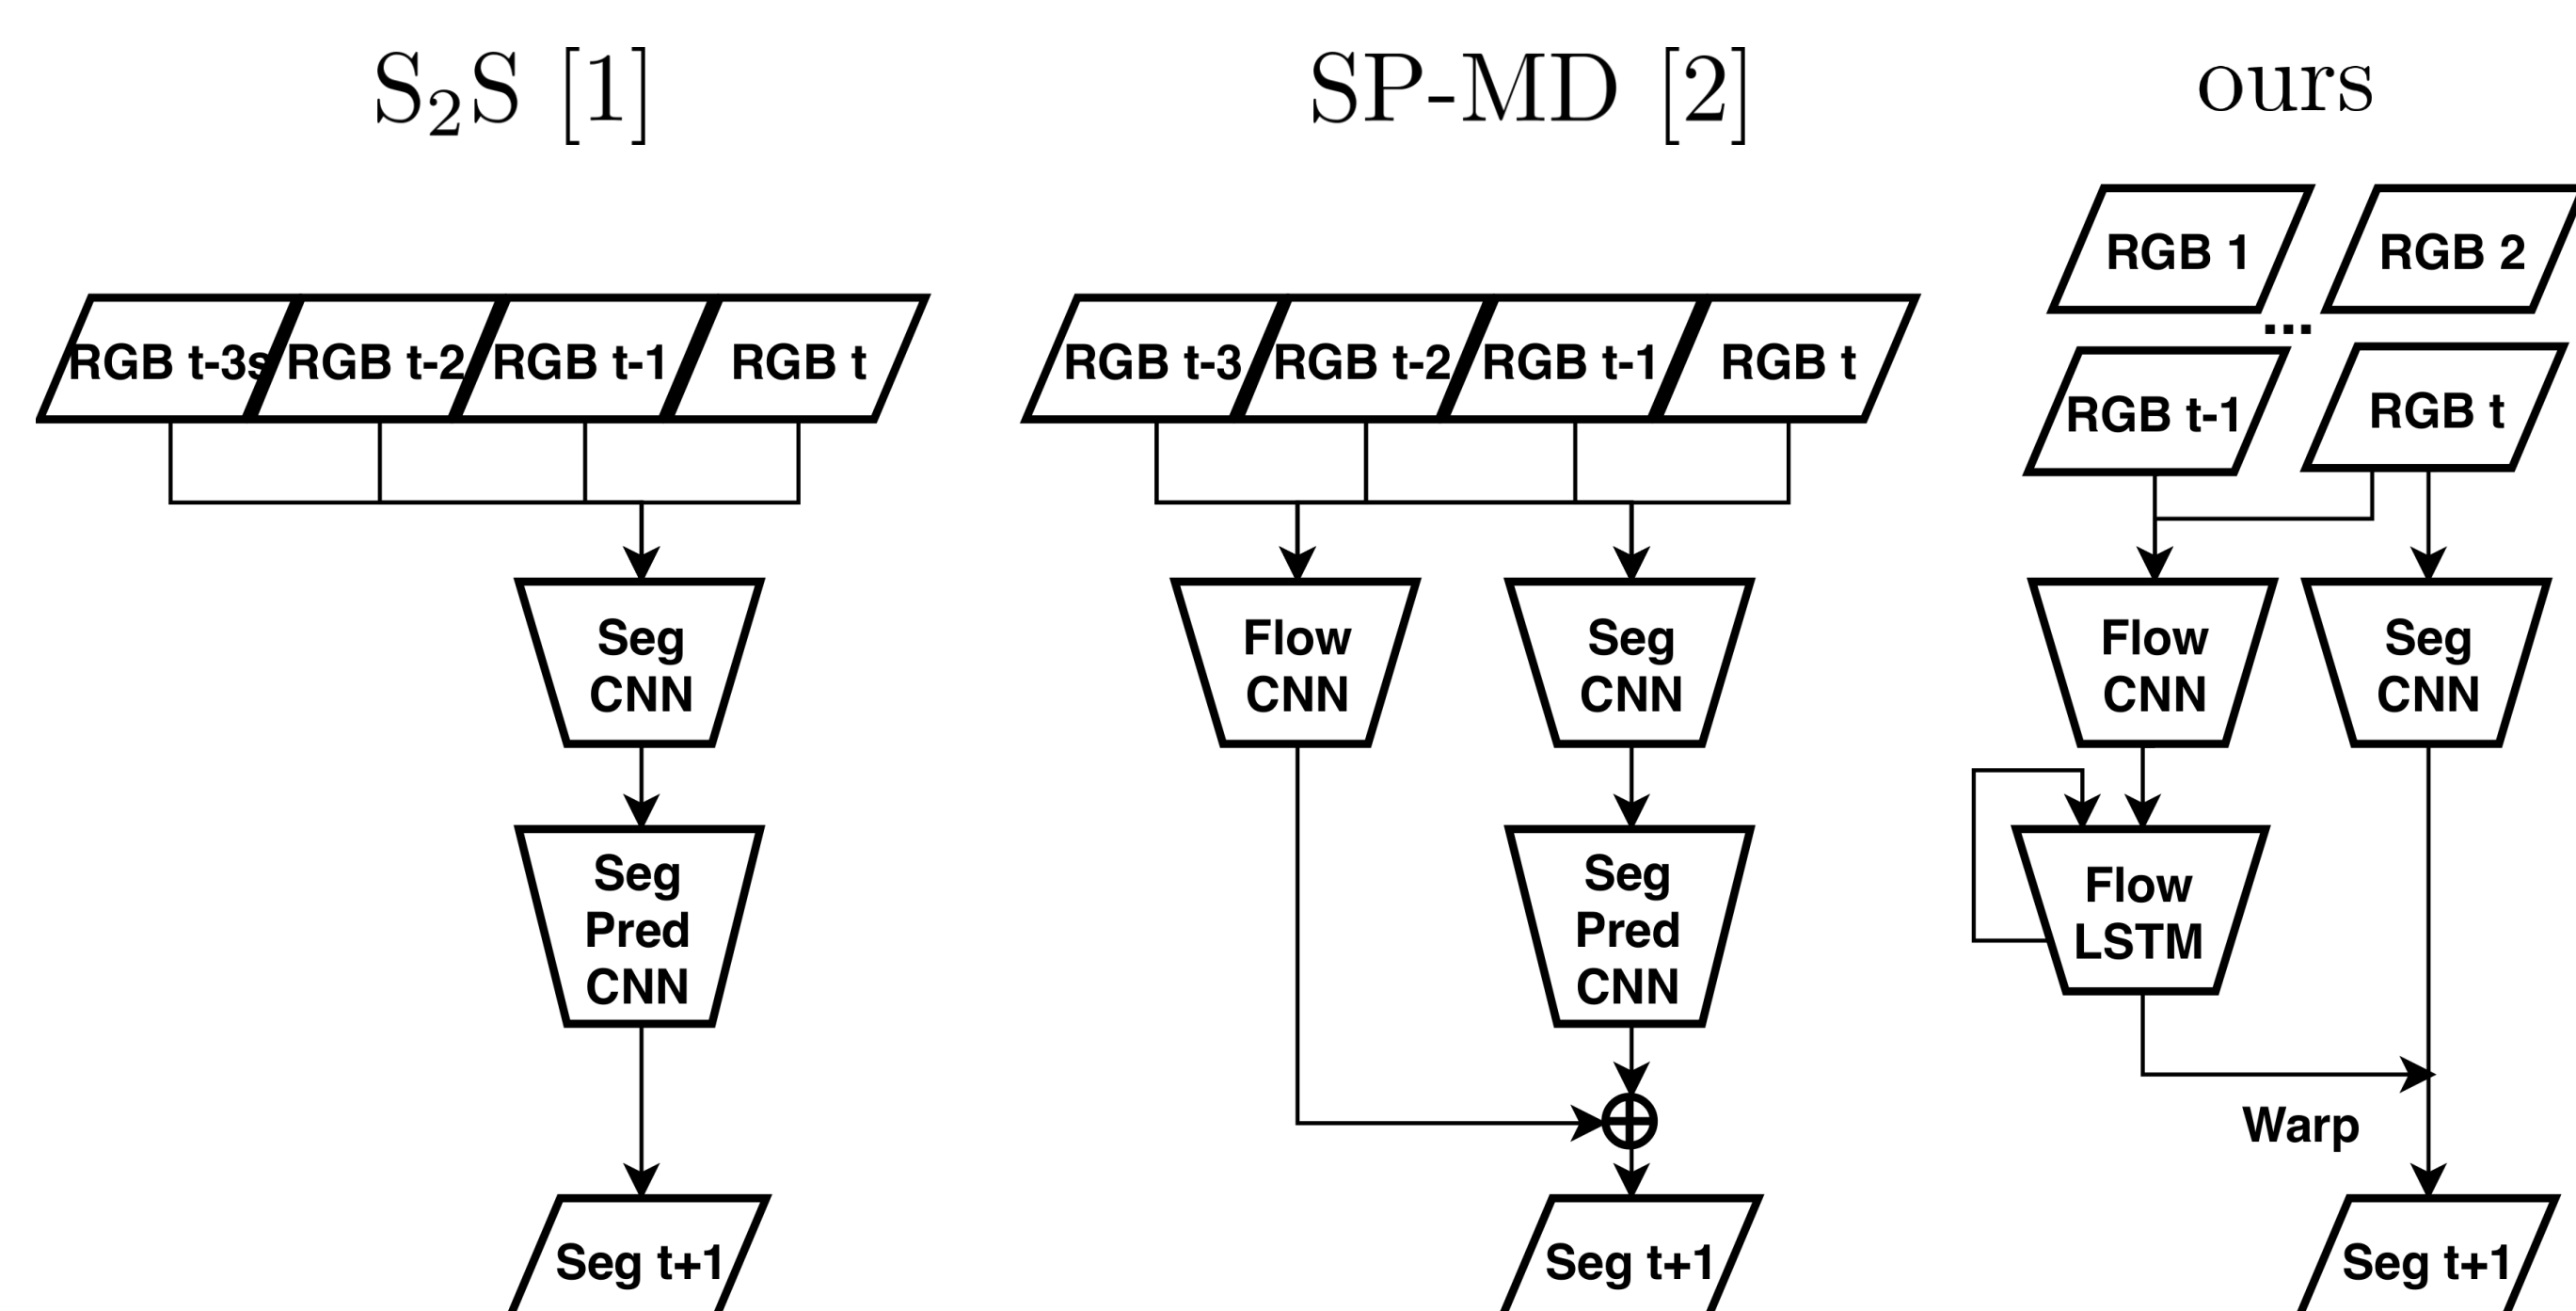 S₂S [1]
SP-MD [2]
ours
RGB t-3s
RGB t-2
RGB t-1
RGB t
RGB t-3
RGB t-2
RGB t-1
RGB t
RGB 1
RGB 2
...
RGB t-1
RGB t
Seg
CNN
Seg
Pred
CNN
Seg t+1
Flow
CNN
Seg
CNN
Seg
Pred
CNN
Seg t+1
Flow
CNN
Seg
CNN
Flow
LSTM
Warp
Seg t+1